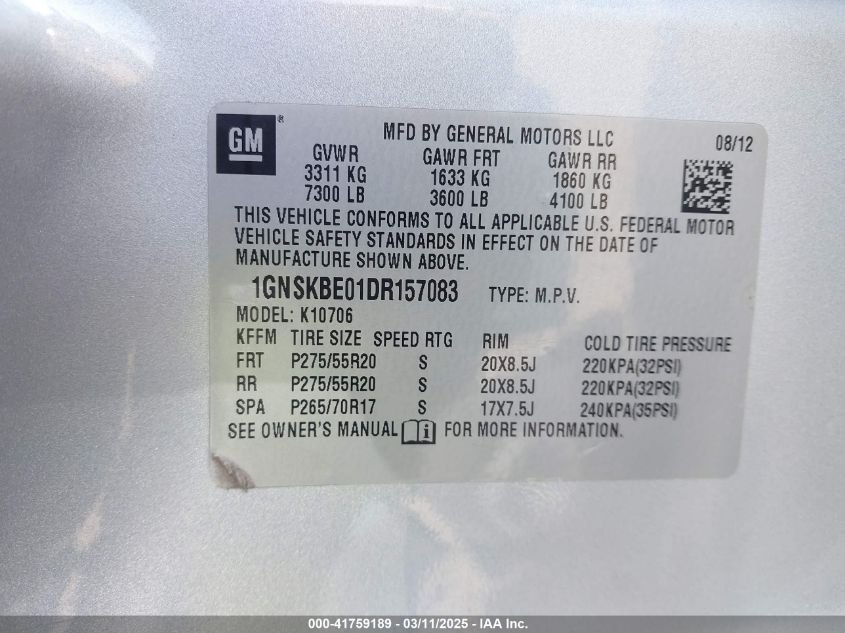 GM®
MFD BY GENERAL MOTORS LLC 08/12
GVWR GAWR FRT GAWR RR
3311 KG 1633 KG 1860 KG
7300 LB 3600 LB 4100 LB
THIS VEHICLE CONFORMS TO ALL APPLICABLE U.S. FEDERAL MOTOR
VEHICLE SAFETY STANDARDS IN EFFECT ON THE DATE OF
MANUFACTURE SHOWN ABOVE.
1GNSKBE01DR157083 TYPE: M.P.V.
MODEL: K10706
KFFM TIRE SIZE SPEED RTG RIM COLD TIRE PRESSURE
FRT P275/55R20 S 20X8.5J 220KPA(32PSI)
RR P275/55R20 S 20X8.5J 220KPA(32PSI)
SPA P265/70R17 S 17X7.5J 240KPA(35PSI)
SEE OWNER'S MANUAL i FOR MORE INFORMATION.
000-41759189 - 03/11/2025 - IAA Inc.